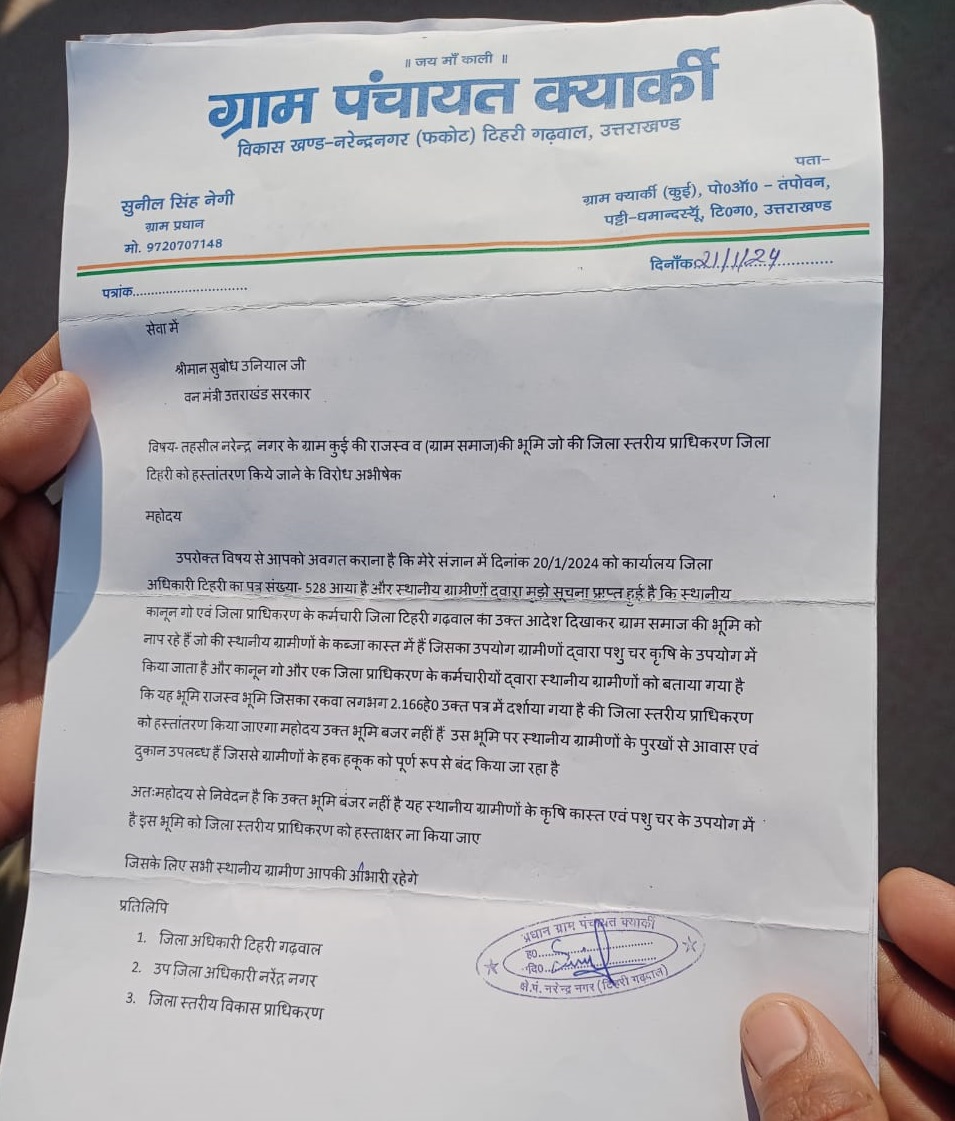 ॥ जय माँ काली ॥
ग्राम पंचायत क्यार्की
विकास खण्ड-नरेन्द्रनगर (फकोट) टिहरी गढ़वाल, उत्तराखण्ड
सुनील सिंह नेगी
ग्राम प्रधान
मो. 9720707148
पता-
ग्राम क्यार्की (कुई), पो0ऑ0 - तंपोवन,
पट्टी-धमान्दस्यूँ, टि0ग0, उत्तराखण्ड
पत्रांक..............................
दिनाँक 21/1/24
सेवा में
श्रीमान सुबोध उनियाल जी
वन मंत्री उत्तराखंड सरकार
विषय- तहसील नरेन्द्र नगर के ग्राम कुई की राजस्व व (ग्राम समाज)की भूमि जो की जिला स्तरीय प्राधिकरण जिला
टिहरी को हस्तांतरण किये जाने के विरोध अभीषेक
महोदय
उपरोक्त विषय से आपको अवगत कराना है कि मेरे संज्ञान में दिनांक 20/1/2024 को कार्यालय जिला
अधिकारी टिहरी का पत्र संख्या- 528 आया है और स्थानीय ग्रामीणों द्वारा मुझे सूचना प्राप्त हुई है कि स्थानीय
कानून गो एवं जिला प्राधिकरण के कर्मचारी जिला टिहरी गढ़वाल का उक्त आदेश दिखाकर ग्राम समाज की भूमि को
नाप रहे हैं जो की स्थानीय ग्रामीणों के कब्जा कास्त में हैं जिसका उपयोग ग्रामीणों द्वारा पशु चर कृषि के उपयोग में
किया जाता है और कानून गो और एक जिला प्राधिकरण के कर्मचारीयों द्वारा स्थानीय ग्रामीणों को बताया गया है
कि यह भूमि राजस्व भूमि जिसका रकवा लगभग 2.166हे0 उक्त पत्र में दर्शाया गया है की जिला स्तरीय प्राधिकरण
को हस्तांतरण किया जाएगा महोदय उक्त भूमि बजर नहीं हैं उस भूमि पर स्थानीय ग्रामीणों के पुरखों से आवास एवं
दुकान उपलब्ध हैं जिससे ग्रामीणों के हक हकूक को पूर्ण रूप से बंद किया जा रहा है
अतःमहोदय से निवेदन है कि उक्त भूमि बंजर नहीं है यह स्थानीय ग्रामीणों के कृषि कास्त एवं पशु चर के उपयोग में
है इस भूमि को जिला स्तरीय प्राधिकरण को हस्ताक्षर ना किया जाए
जिसके लिए सभी स्थानीय ग्रामीण आपकी आभारी रहेगे
प्रतिलिपि
1. जिला अधिकारी टिहरी गढ़वाल
2. उप जिला अधिकारी नरेंद्र नगर
3. जिला स्तरीय विकास प्राधिकरण
प्रधान ग्राम पंचायत क्यार्की
ह0
दि0
क्षे.पं. नरेन्द्र नगर (टिहरी गढ़वाल)